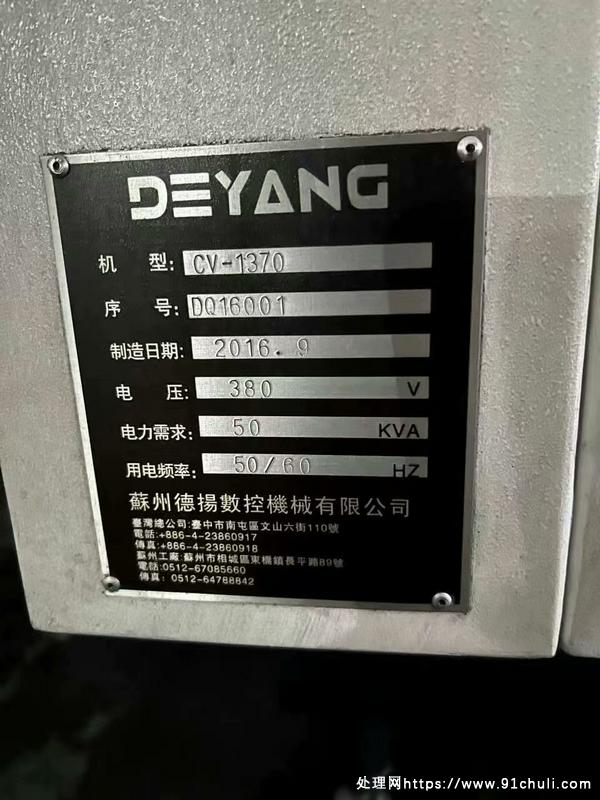 DEYANG
机 型: CV-1370
序 号: DQ16001
制造日期: 2016.9
电 压: 380 V
电力需求: 50 KVA
用电频率: 50/60 HZ
蘇州德揚數控機械有限公司
臺灣總公司:臺中市南屯區文山六街110號
電話:+886-4-23860917
傳真:+886-4-23860918
蘇州工廠:蘇州市相城區東橋鎮長平路89號
電話:0512-67085660
傳真: 0512-64788842
处理网https://www.91chuli.com/